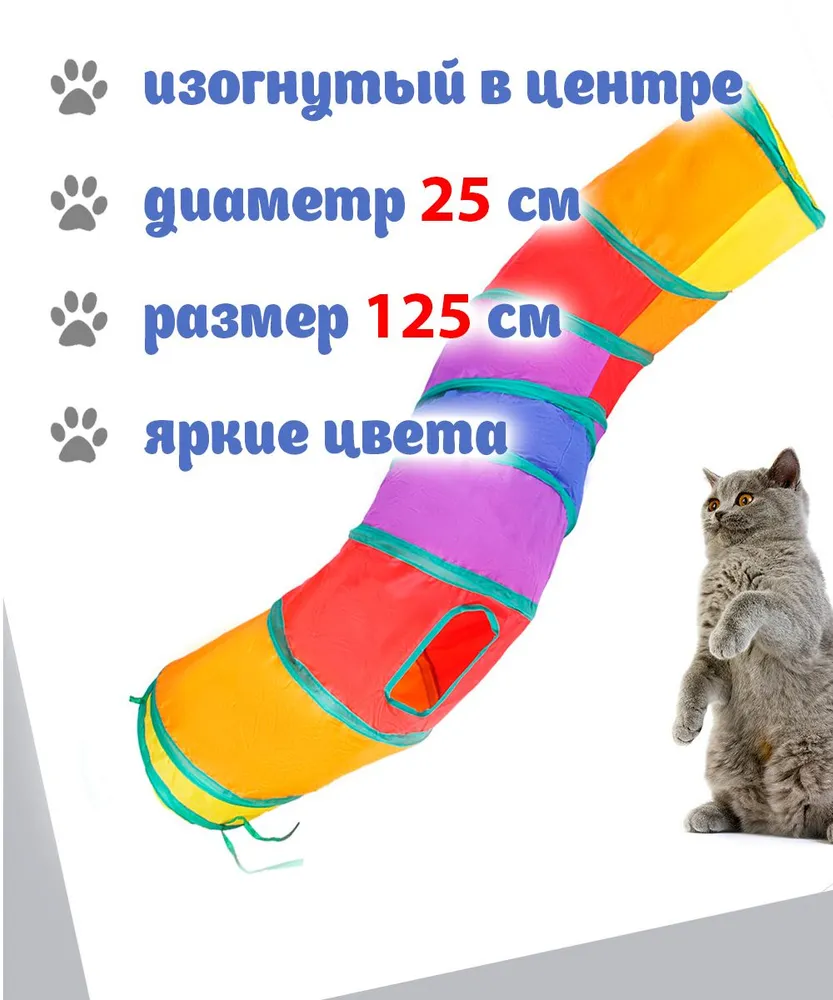 изогнутый в центре
диаметр 25 см
размер 125 см
яркие цвета